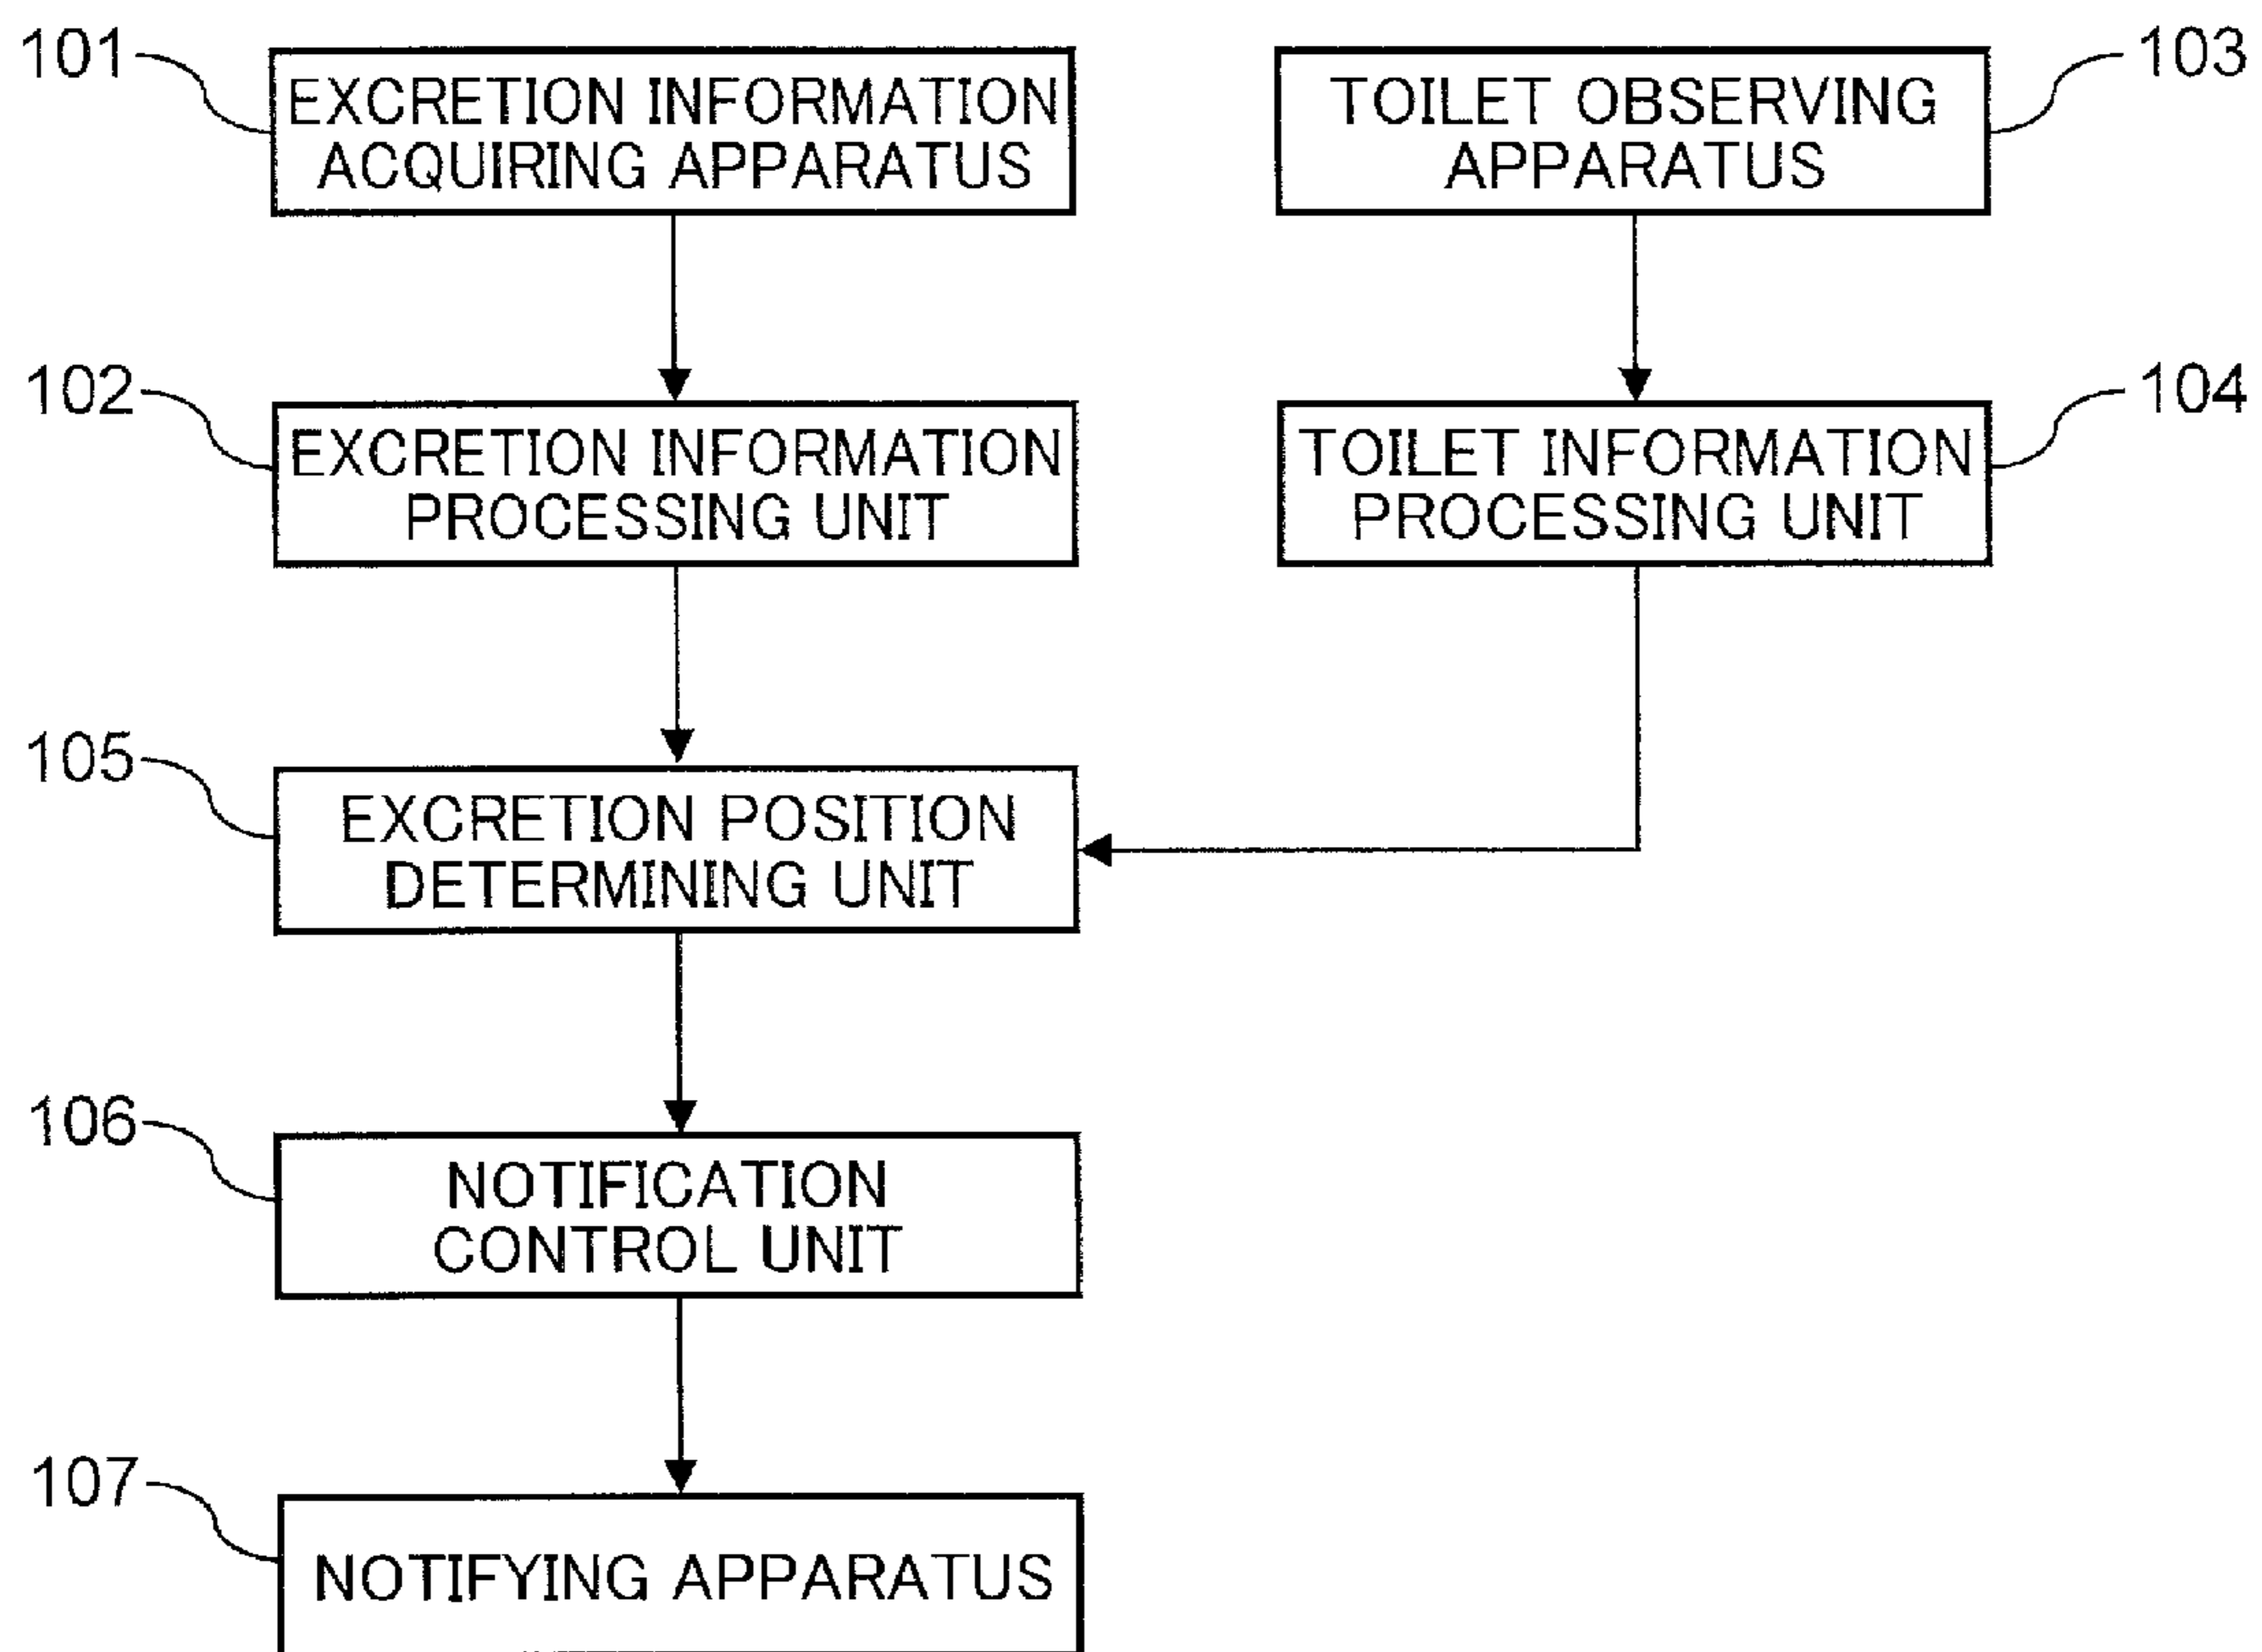 101
EXCRETION INFORMATION
ACQUIRING APPARATUS
TOILET OBSERVING
APPARATUS
103
102
EXCRETION INFORMATION
PROCESSING UNIT
TOILET INFORMATION
PROCESSING UNIT
104
105
EXCRETION POSITION
DETERMINING UNIT
106
NOTIFICATION
CONTROL UNIT
107
NOTIFYING APPARATUS